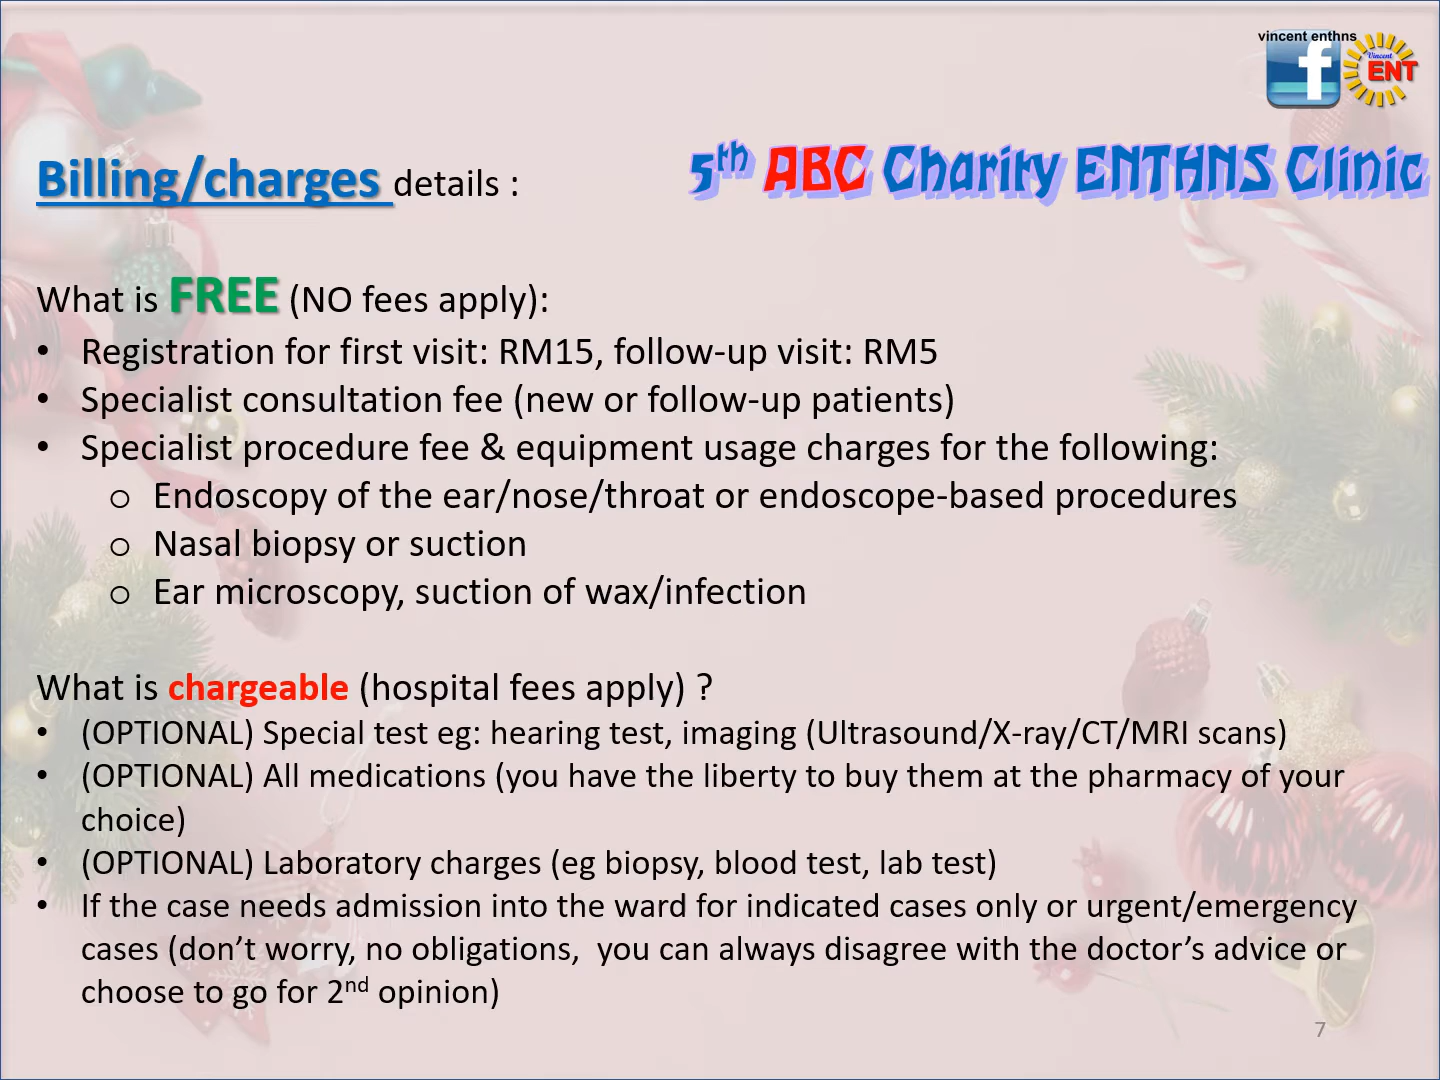 vincent enthns
f
Vincent
ENT
5th ABC Charity ENTHNS Clinic
Billing/charges details :
What is FREE (NO fees apply):
• Registration for first visit: RM15, follow-up visit: RM5
• Specialist consultation fee (new or follow-up patients)
• Specialist procedure fee & equipment usage charges for the following:
o Endoscopy of the ear/nose/throat or endoscope-based procedures
o Nasal biopsy or suction
o Ear microscopy, suction of wax/infection
What is chargeable (hospital fees apply) ?
• (OPTIONAL) Special test eg: hearing test, imaging (Ultrasound/X-ray/CT/MRI scans)
• (OPTIONAL) All medications (you have the liberty to buy them at the pharmacy of your
choice)
• (OPTIONAL) Laboratory charges (eg biopsy, blood test, lab test)
• If the case needs admission into the ward for indicated cases only or urgent/emergency
cases (don’t worry, no obligations,  you can always disagree with the doctor’s advice or
choose to go for 2nd opinion)
7